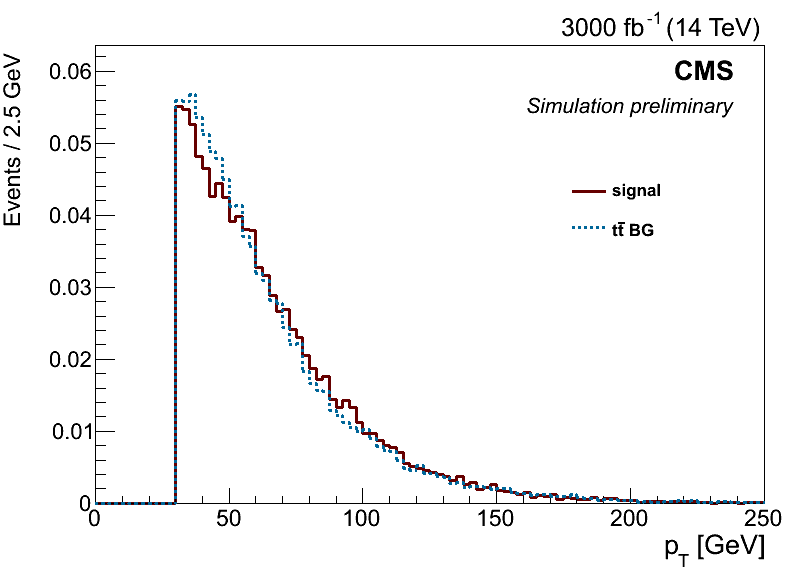 3000 fb⁻¹ (14 TeV)
CMS
Simulation preliminary
Events / 2.5 GeV
0.06
0.05
0.04
0.03
0.02
0.01
0
signal
tt̄ BG
0 50 100 150 200 250
p_T [GeV]